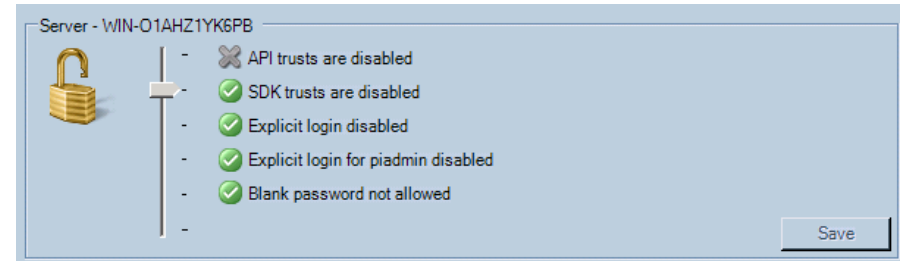 Server - WIN-O1AHZ1YK6PB
API trusts are disabled
SDK trusts are disabled
Explicit login disabled
Explicit login for piadmin disabled
Blank password not allowed
Save